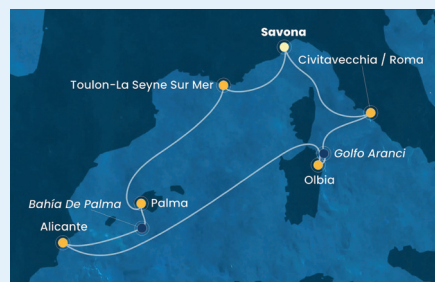 Savona
Civitavecchia / Roma
Toulon-La Seyne Sur Mer
Golfo Aranci
Olbia
Bahía De Palma
Palma
Alicante